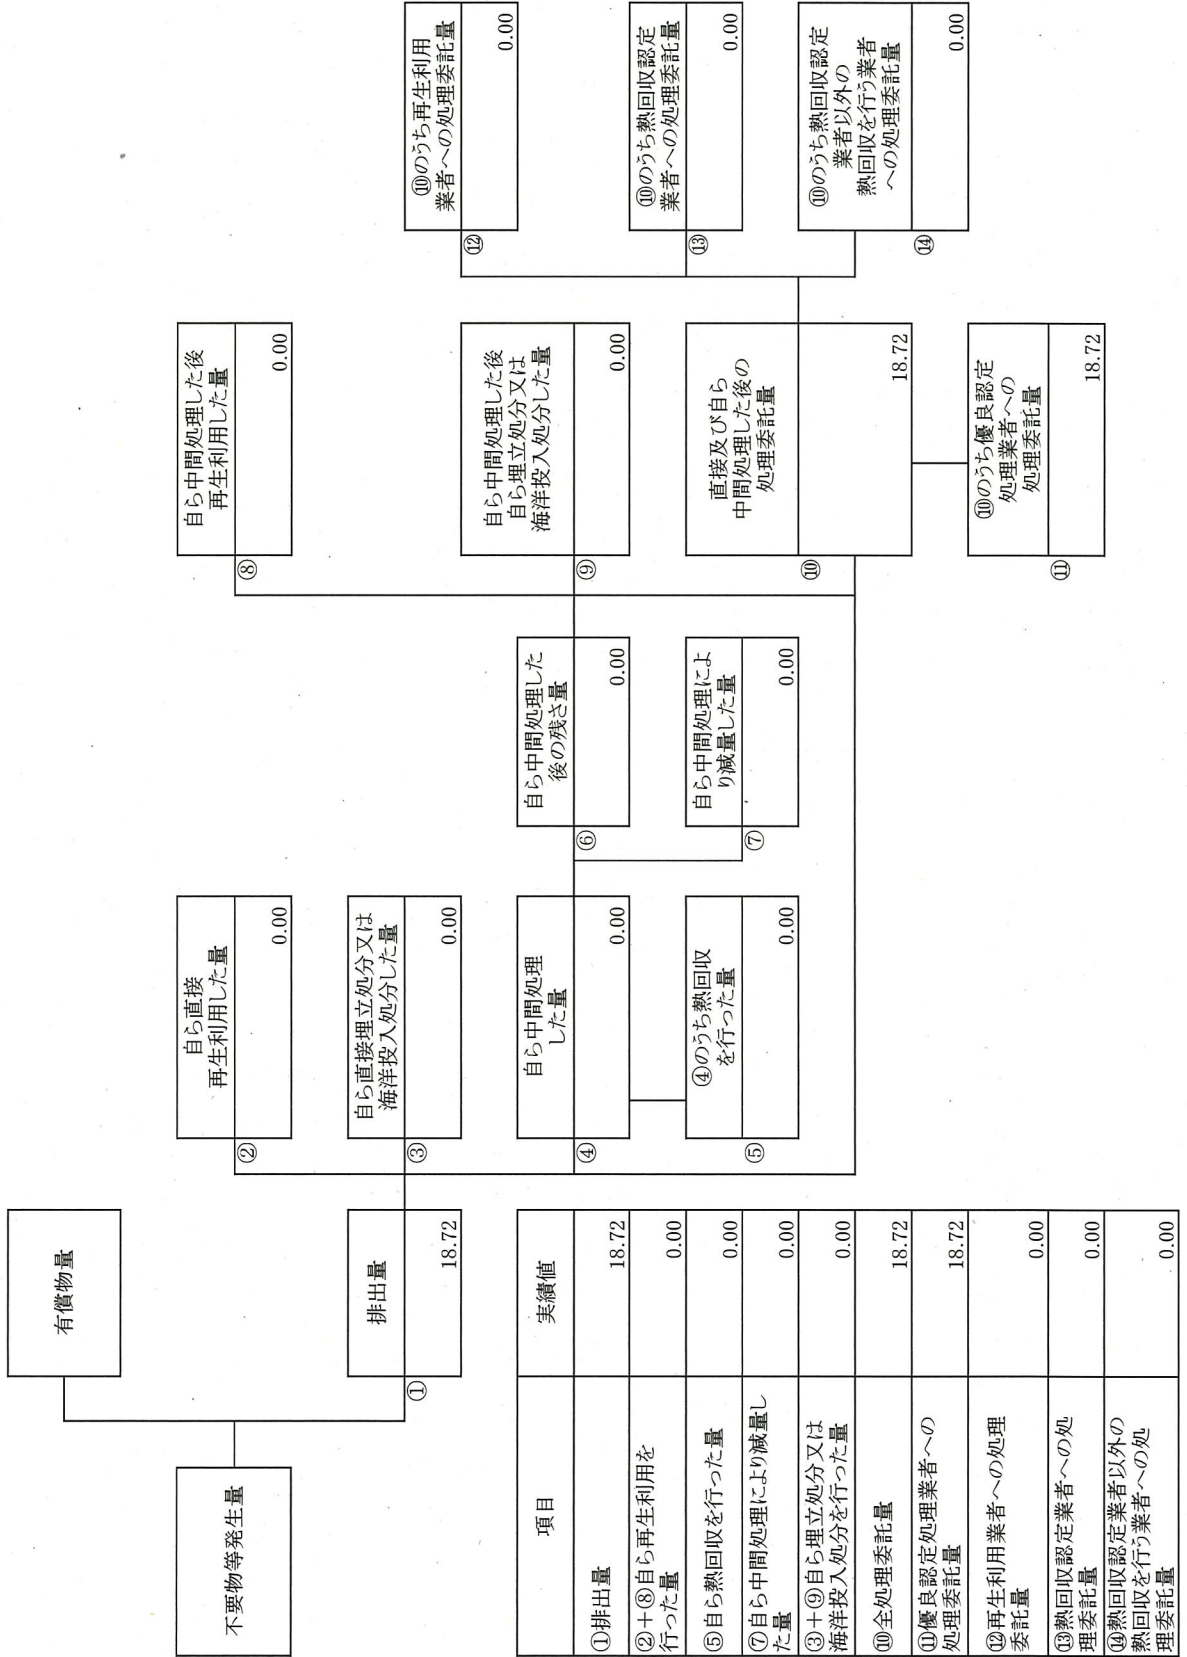 有償物量
不要物等発生量
排出量
①
18.72
自ら直接
再生利用した量
②
0.00
自ら直接埋立処分又は
海洋投入処分した量
③
0.00
自ら中間処理
した量
④
0.00
④のうち熱回収
を行った量
⑤
0.00
自ら中間処理した
後の残さ量
⑥
0.00
自ら中間処理によ
り減量した量
⑦
0.00
自ら中間処理した後
再生利用した量
⑧
0.00
自ら中間処理した後
自ら埋立処分又は
海洋投入処分した量
⑨
0.00
直接及び自ら
中間処理した後の
処理委託量
⑩
18.72
⑩のうち優良認定
処理業者への
処理委託量
⑪
18.72
⑩のうち再生利用
業者への処理委託量
⑫
0.00
⑩のうち熱回収認定
業者への処理委託量
⑬
0.00
⑩のうち熱回収認定
業者以外の
熱回収を行う業者
への処理委託量
⑭
0.00
項目 実績値
①排出量 18.72
②+⑧自ら再生利用を
行った量 0.00
⑤自ら熱回収を行った量 0.00
⑦自ら中間処理により減量し
た量 0.00
③+⑨自ら埋立処分又は
海洋投入処分を行った量 0.00
⑩全処理委託量 18.72
⑪優良認定処理業者への
処理委託量 18.72
⑫再生利用業者への処理
委託量 0.00
⑬熱回収認定業者への処
理委託量 0.00
⑭熱回収認定業者以外の
熱回収を行う業者への処
理委託量 0.00